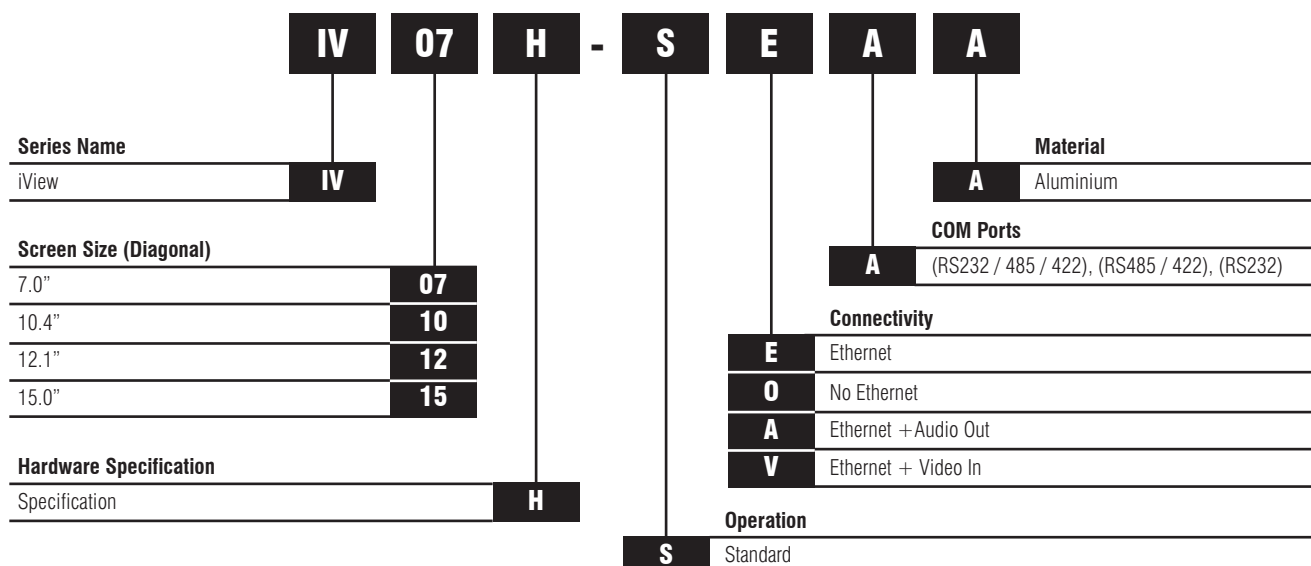 IV 07 H - S E A A
Series Name
iView IV
Screen Size (Diagonal)
7.0” 07
10.4” 10
12.1” 12
15.0” 15
Hardware Specification
Specification H
Material
A Aluminium
COM Ports
A (RS232 / 485 / 422), (RS485 / 422), (RS232)
Connectivity
E Ethernet
0 No Ethernet
A Ethernet +Audio Out
V Ethernet + Video In
Operation
S Standard